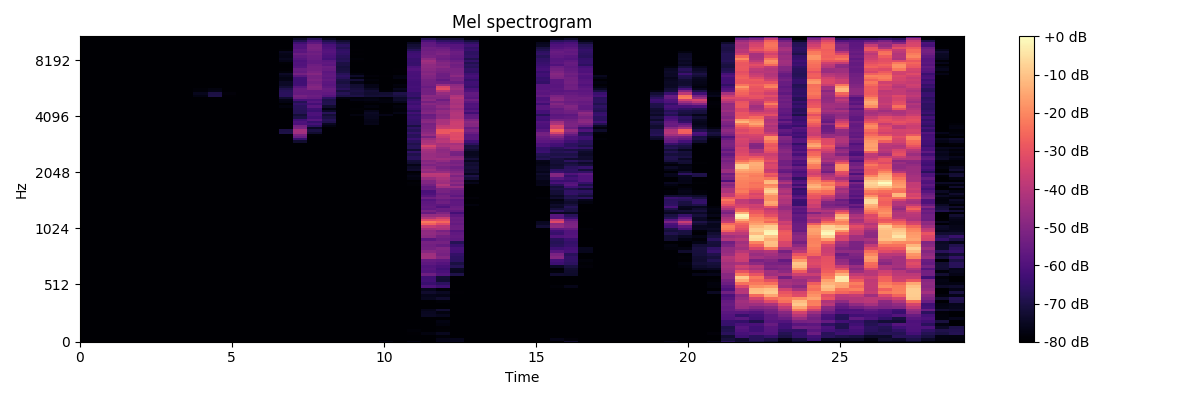 Mel spectrogram
+0 dB
8192
-10 dB
4096
-20 dB
-30 dB
2048
Hz
-40 dB
1024
-50 dB
-60 dB
512
-70 dB
0
-80 dB
0 5 10 15 20 25
Time